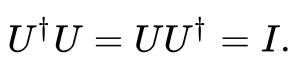 U†U = UU† = I.